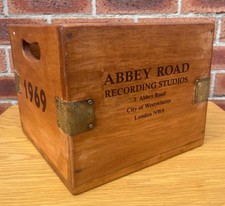 1969
ABBEY ROAD
RECORDING STUDIOS
3 Abbey Road
City of Westminster
London NW8